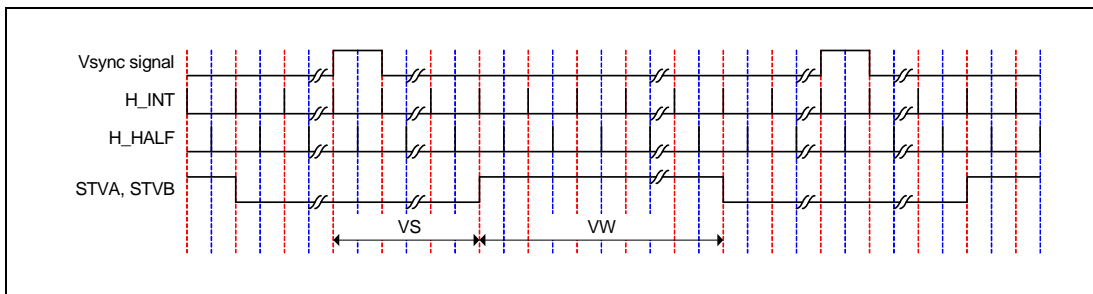 Vsync signal
H_INT
H_HALF
STVA, STVB
VS
VW